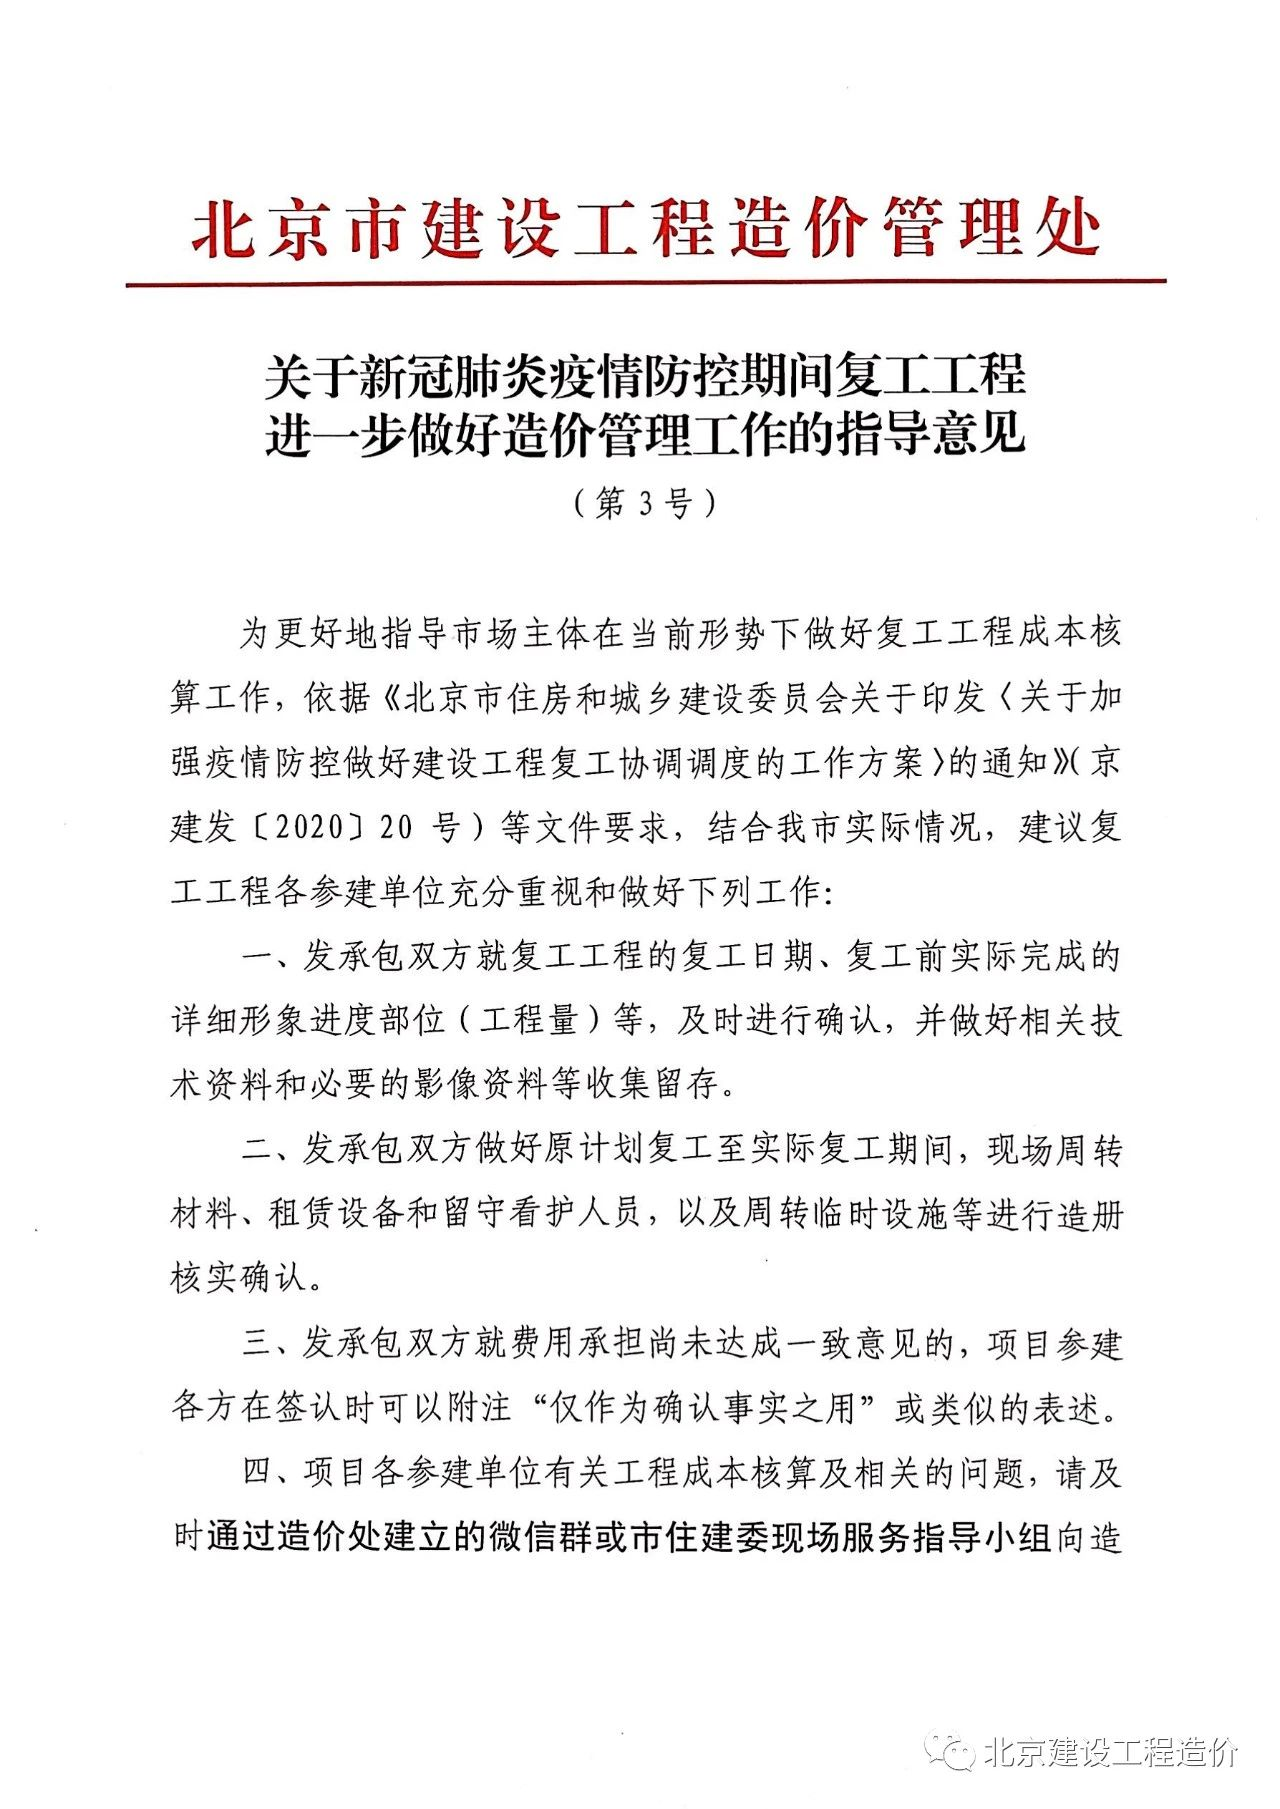 北京市建设工程造价管理处
关于新冠肺炎疫情防控期间复工工程
进一步做好造价管理工作的指导意见
（第 3 号）
为更好地指导市场主体在当前形势下做好复工工程成本核
算工作，依据《北京市住房和城乡建设委员会关于印发〈关于加
强疫情防控做好建设工程复工协调调度的工作方案〉的通知》（京
建发〔2020〕20 号）等文件要求，结合我市实际情况，建议复
工工程各参建单位充分重视和做好下列工作：
一、发承包双方就复工工程的复工日期、复工前实际完成的
详细形象进度部位（工程量）等，及时进行确认，并做好相关技
术资料和必要的影像资料等收集留存。
二、发承包双方做好原计划复工至实际复工期间，现场周转
材料、租赁设备和留守看护人员，以及周转临时设施等进行造册
核实确认。
三、发承包双方就费用承担尚未达成一致意见的，项目参建
各方在签认时可以附注“仅作为确认事实之用”或类似的表述。
四、项目各参建单位有关工程成本核算及相关的问题，请及
时通过造价处建立的微信群或市住建委现场服务指导小组向造
北京建设工程造价